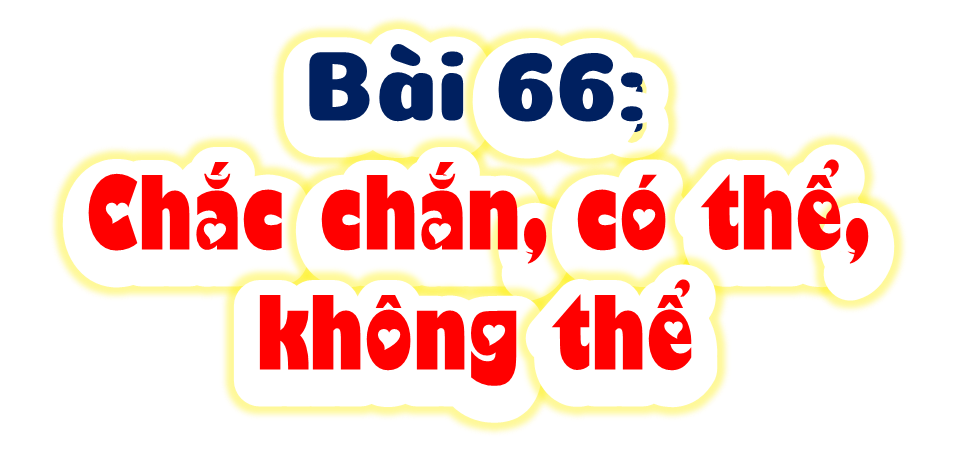 Bài 66:
Chắc chắn, có thể,
không thể